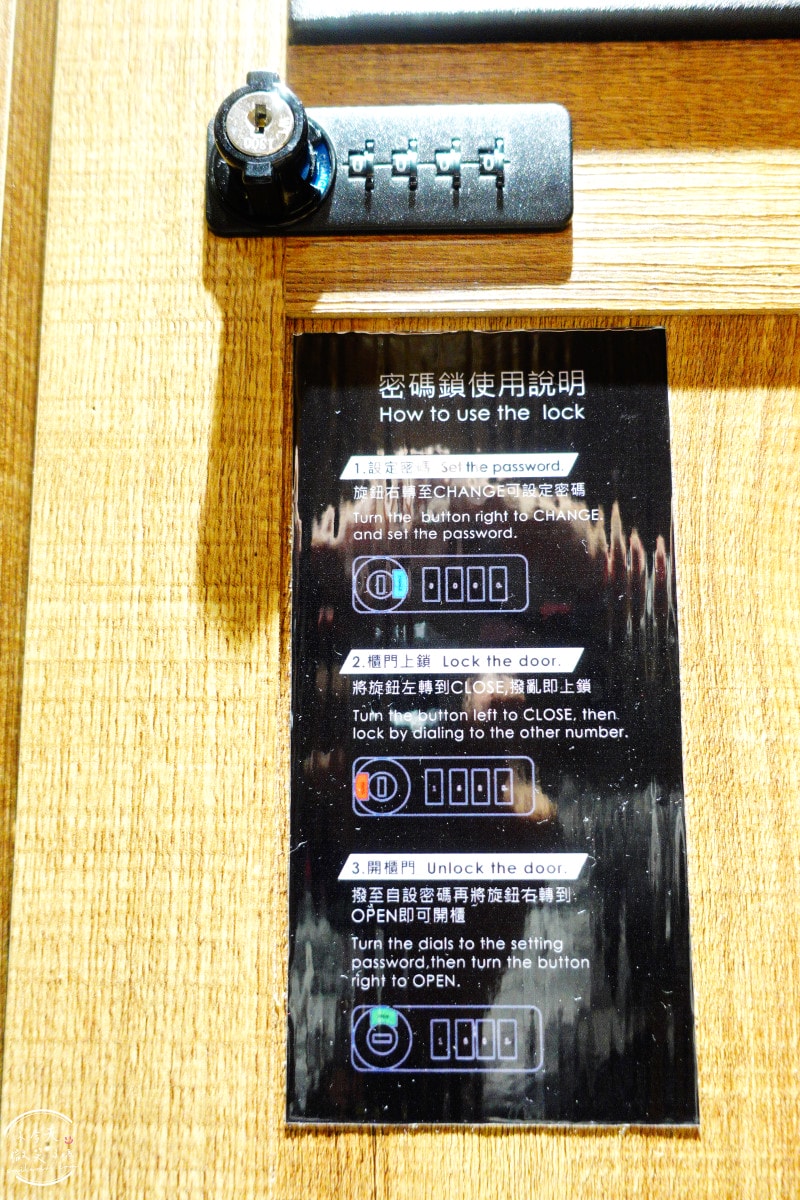 密碼鎖使用說明
How to use the lock
1.設定密碼 Set the password.
旋鈕右轉至CHANGE可設定密碼
Turn the button right to CHANGE,
and set the password.
2.櫃門上鎖 Lock the door.
將旋鈕左轉到CLOSE,撥亂即上鎖
Turn the button left to CLOSE, then
lock by dialing to the other number.
3.開櫃門 Unlock the door.
撥至自設密碼再將旋鈕右轉到
OPEN即可開櫃
Turn the dials to the setting
password,then turn the button
right to OPEN.